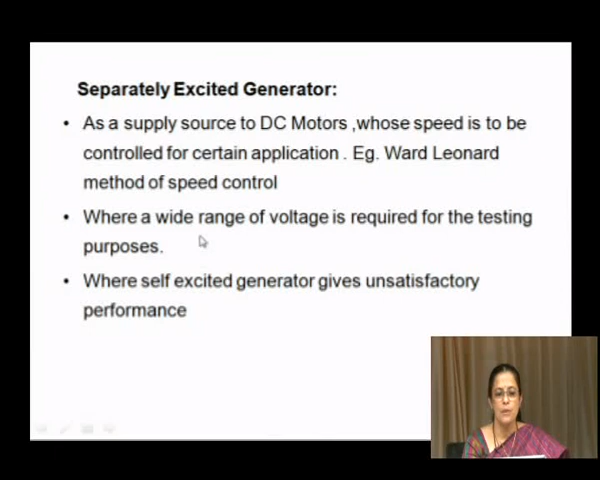 Separately Excited Generator:
• As a supply source to DC Motors ,whose speed is to be
controlled for certain application . Eg. Ward Leonard
method of speed control
• Where a wide range of voltage is required for the testing
purposes.
• Where self excited generator gives unsatisfactory
performance